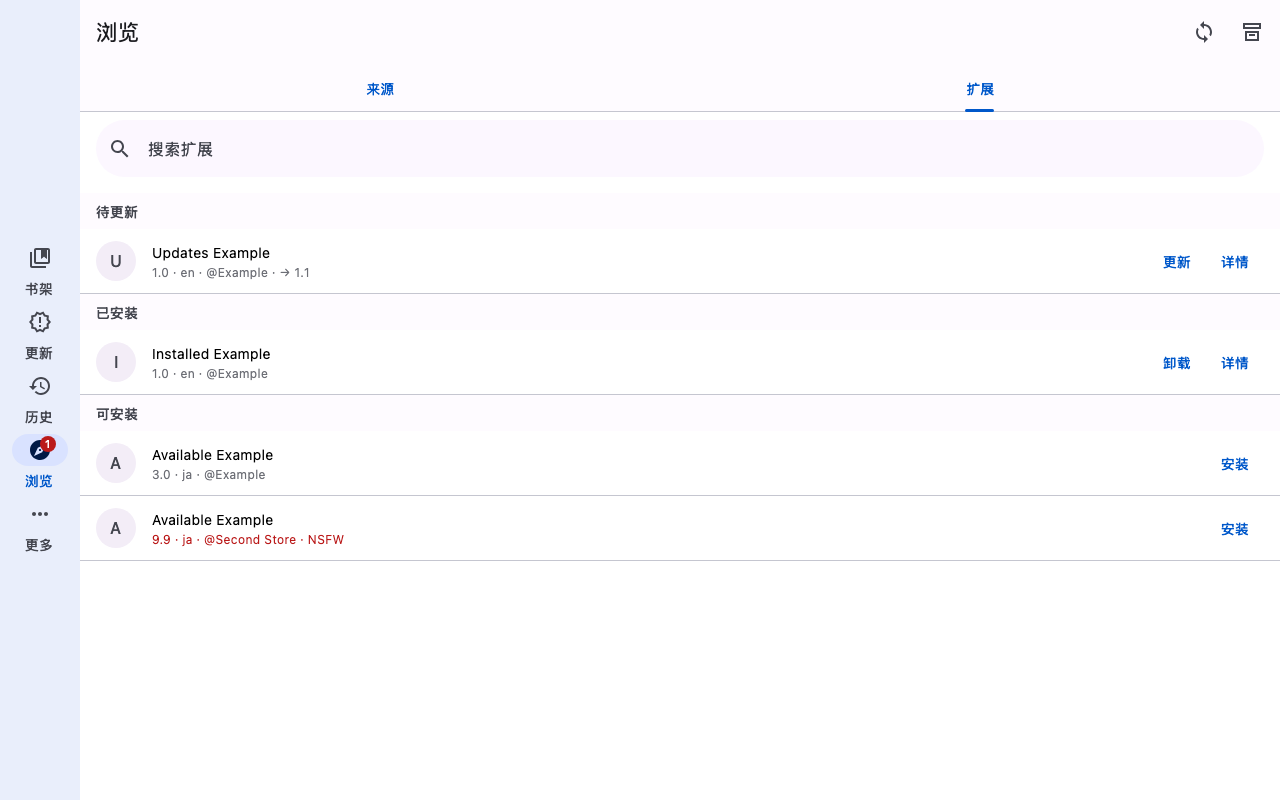 浏览
来源
扩展
搜索扩展
待更新
U
Updates Example
1.0 · en · @Example · → 1.1
更新
详情
已安装
I
Installed Example
1.0 · en · @Example
卸载
详情
可安装
A
Available Example
3.0 · ja · @Example
安装
A
Available Example
9.9 · ja · @Second Store · NSFW
安装
书架
更新
历史
1
浏览
更多